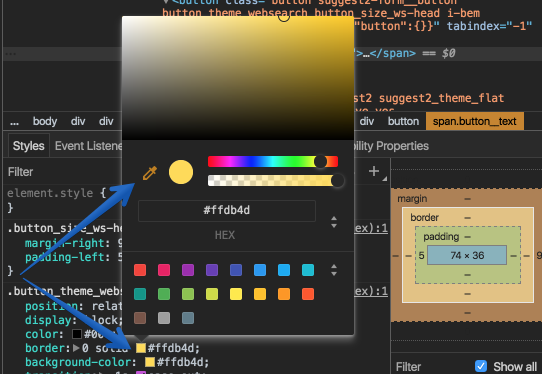 ▼<button class="button suggest2-form__button
button_theme_websearch button_size_ws-head i-bem
"button":{}}" tabindex="-1"
…
">…</span> == $0
suggest2 suggest2_theme_flat
… body div div div button span.button__text
Styles Event Listene bility Properties
Filter
element.style {
}
.button_size_ws-he ex):1
margin-right: 9
padding-left: 5
}
.button_theme_webs ex):1
position: relat
display: block;
color: #00
border:▶0 solid #ffdb4d;
background-color: #ffdb4d;
#ffdb4d
HEX
margin
border
padding
–
–
–
– – 5 74 × 36 – – 9
–
–
–
Filter Show all